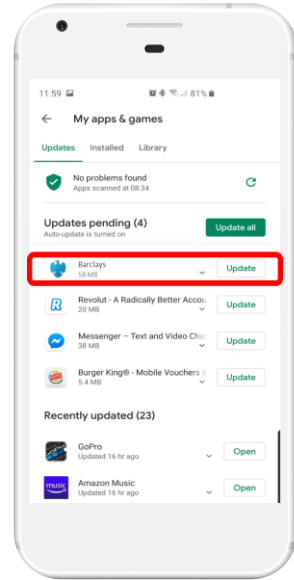 11:59 81%
My apps & games
Updates Installed Library
No problems found
Apps scanned at 08:34
Updates pending (4)
Auto-update is turned on
Update all
Barclays
58 MB
Update
Revolut - A Radically Better Accou
20 MB
Update
Messenger – Text and Video Cha
38 MB
Update
Burger King® - Mobile Vouchers
5.4 MB
Update
Recently updated (23)
GoPro
Updated 16 hr ago
Open
music
Amazon Music
Updated 16 hr ago
Open